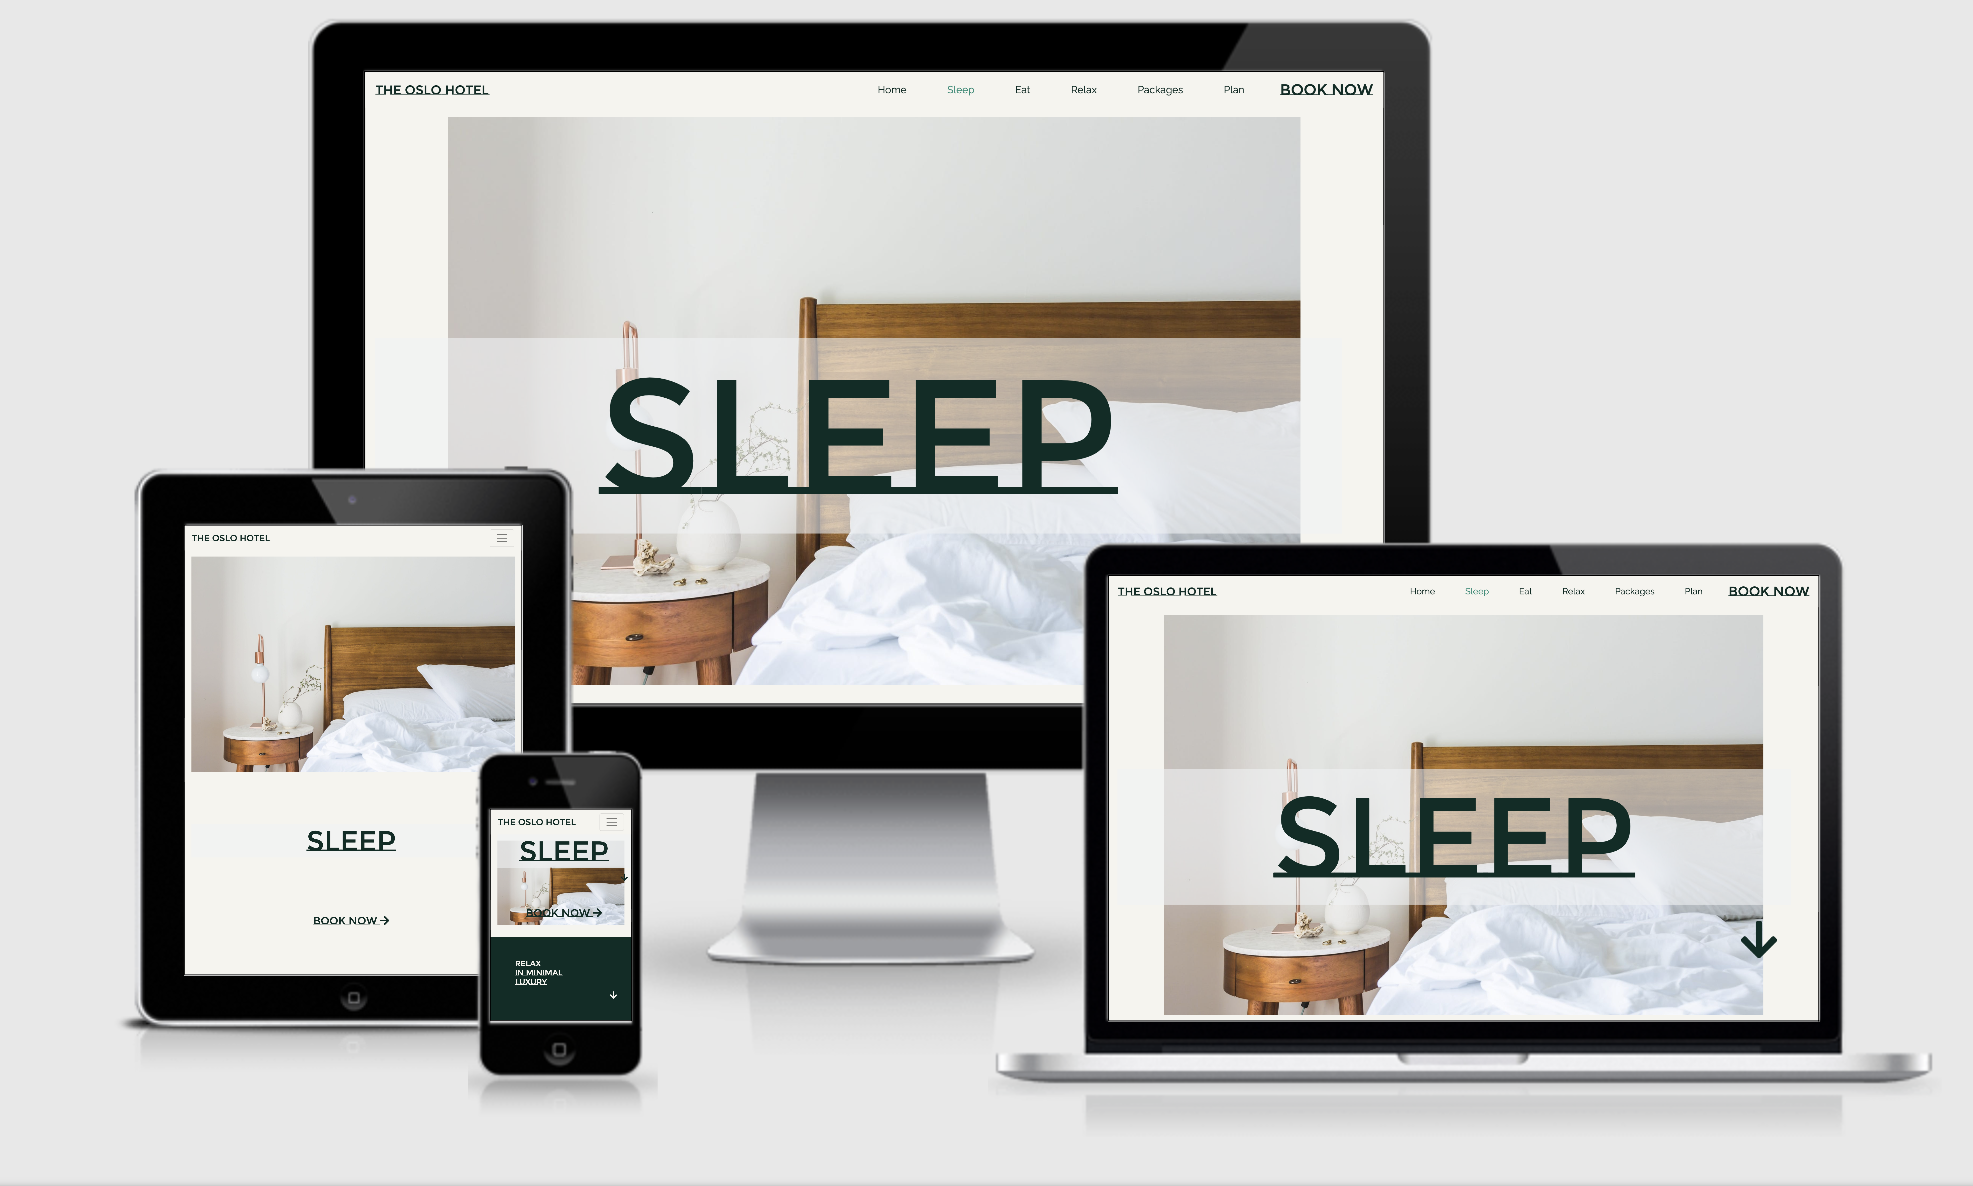 THE OSLO HOTEL Home Sleep Eat Relax Packages Plan BOOK NOW
SLEEP
THE OSLO HOTEL
SLEEP
BOOK NOW
THE OSLO HOTEL
SLEEP
BOOK NOW
RELAX
IN MINIMAL
LUXURY
THE OSLO HOTEL Home Sleep Eat Relax Packages Plan BOOK NOW
SLEEP